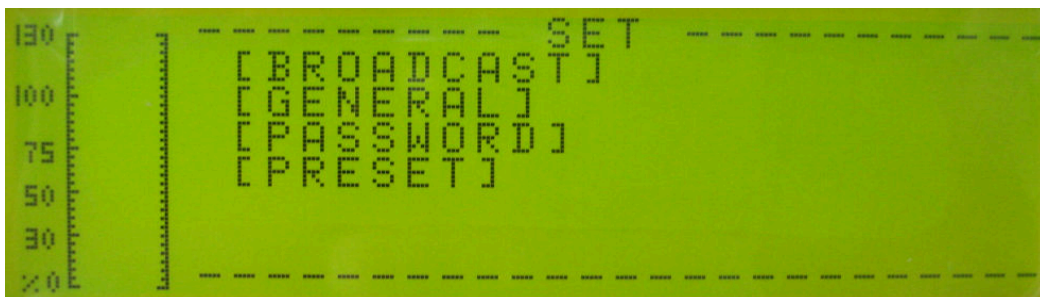 130
100
75
50
30
%0
--------- SET -----------
[BROADCAST]
[GENERAL]
[PASSWORD]
[PRESET]
------------------------